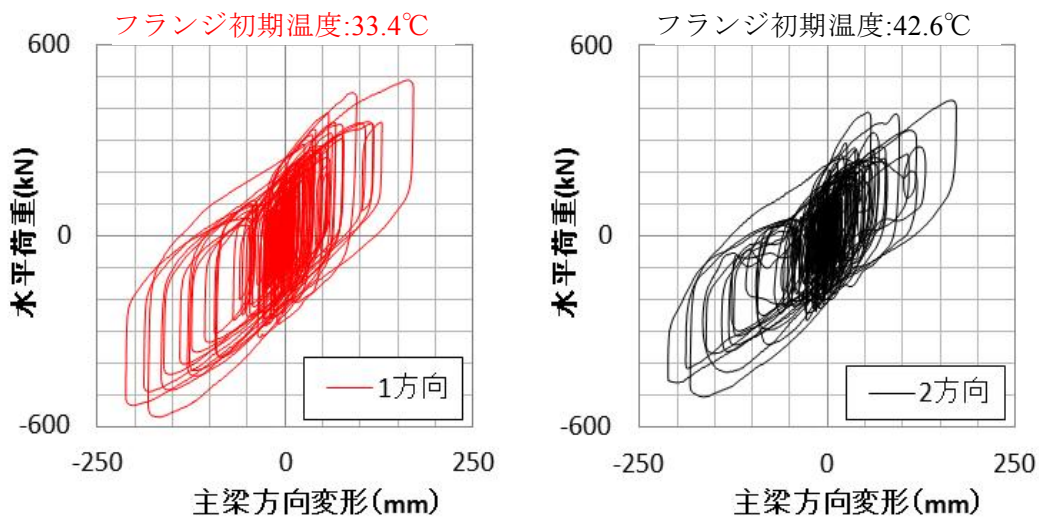 フランジ初期温度:33.4℃
600
0
-600
水平荷重(kN)
1方向
-250
0
250
主梁方向変形(mm)
フランジ初期温度:42.6℃
600
0
-600
水平荷重(kN)
2方向
-250
0
250
主梁方向変形(mm)